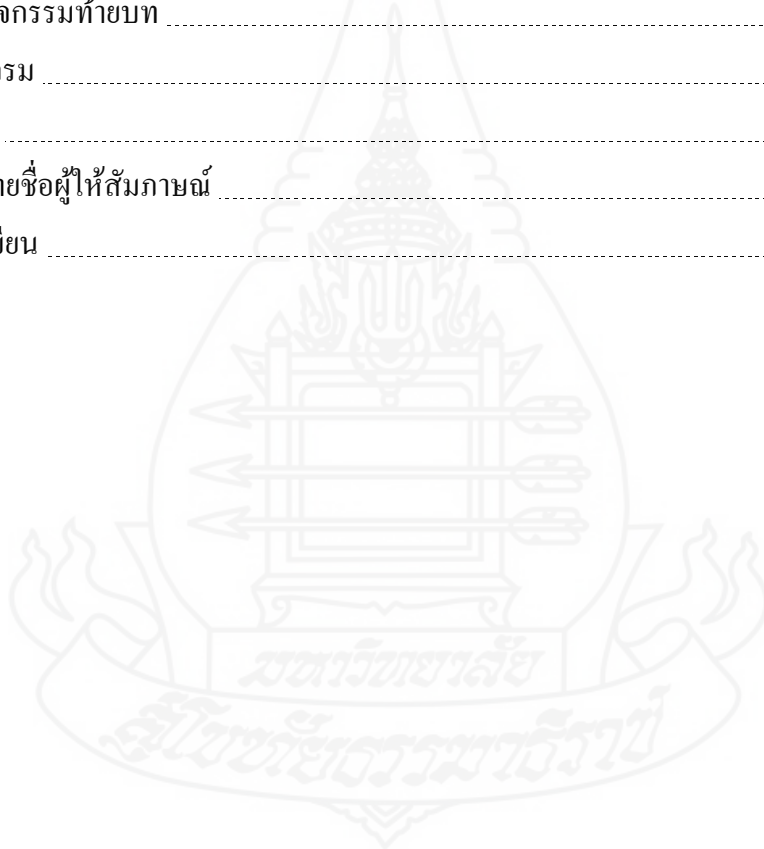 จกรรมท้ายบท
รม
ายชื่อผู้ให้สัมภาษณ์
ขียน
มหาวิทยาลัย
สุโขทัยธรรมาธิราช